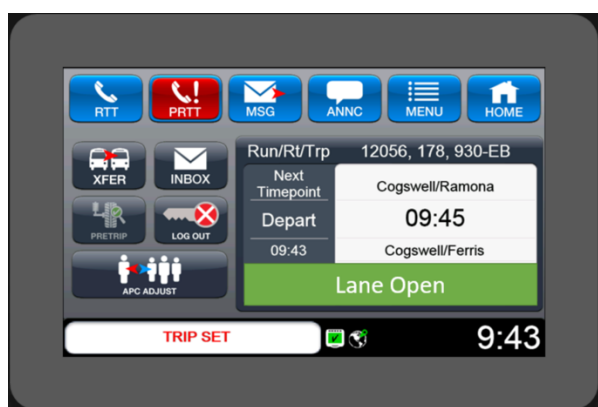 RTT
PRTT
MSG
ANNC
MENU
HOME
XFER
INBOX
PRETRIP
LOG OUT
APC ADJUST
Run/Rt/Trp 12056, 178, 930-EB
Next
Timepoint
Cogswell/Ramona
Depart 09:45
09:43 Cogswell/Ferris
Lane Open
TRIP SET
9:43